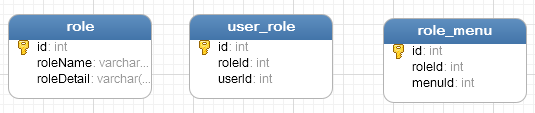 role
id: int
roleName: varchar...
roleDetail: varchar(...
user_role
id: int
roleId: int
userId: int
role_menu
id: int
roleId: int
menuId: int